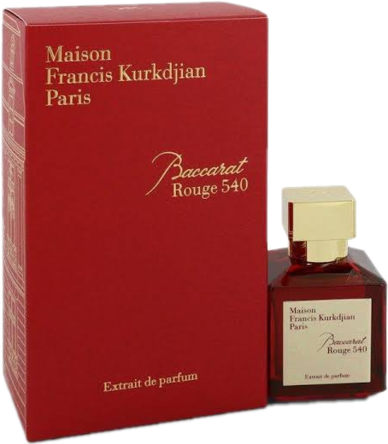 Maison
Francis Kurkdjian
Paris
Baccarat
Rouge 540
Extrait de parfum
Maison
Francis Kurkdjian
Paris
Baccarat
Rouge 540
Extrait de parfum